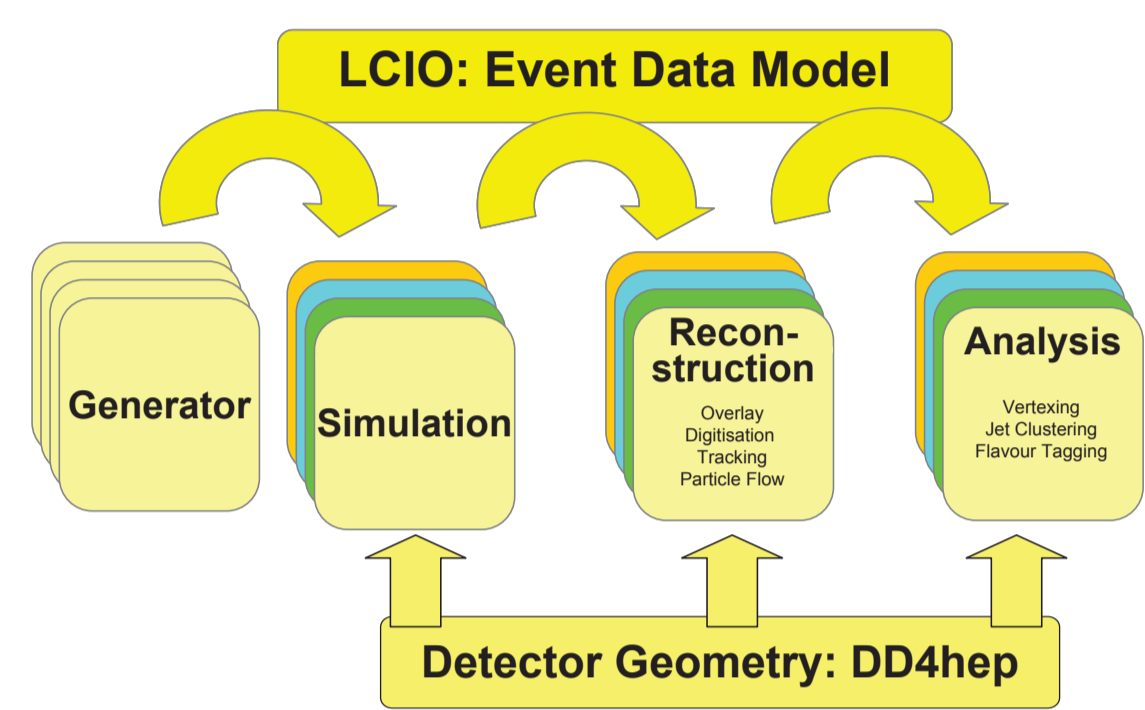 LCIO: Event Data Model
Generator
Simulation
Recon-
struction
Overlay
Digitisation
Tracking
Particle Flow
Analysis
Vertexing
Jet Clustering
Flavour Tagging
Detector Geometry: DD4hep